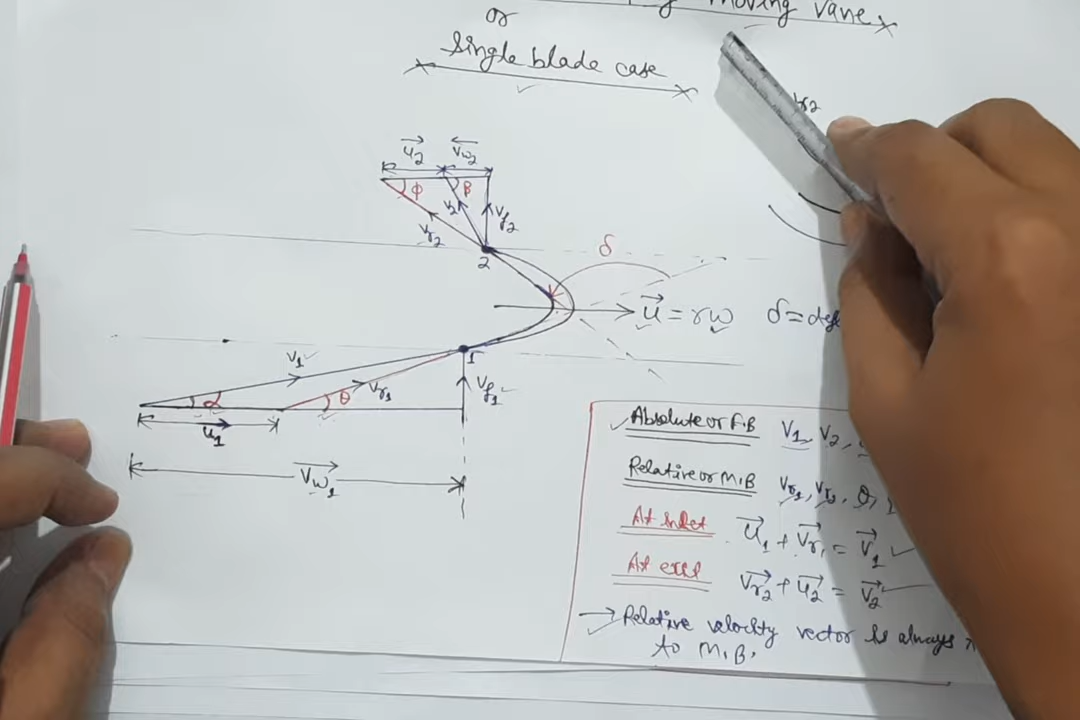 moving vane
or
Single blade case
u₂ Vw₂
ϕ β
V₂ Vf₂
Vr₂
2
δ
u = rω δ =
1
V₁
Vr₁ Vf₁
α θ
u₁
Vw₁
Absolute or F.B V₁, V₂,
Relative or M.B Vr₁, Vr₂, θ,
At inlet u₁ + Vr₁ = V₁
At exit Vr₂ + u₂ = V₂
→ Relative velocity vector is always
to M.B.